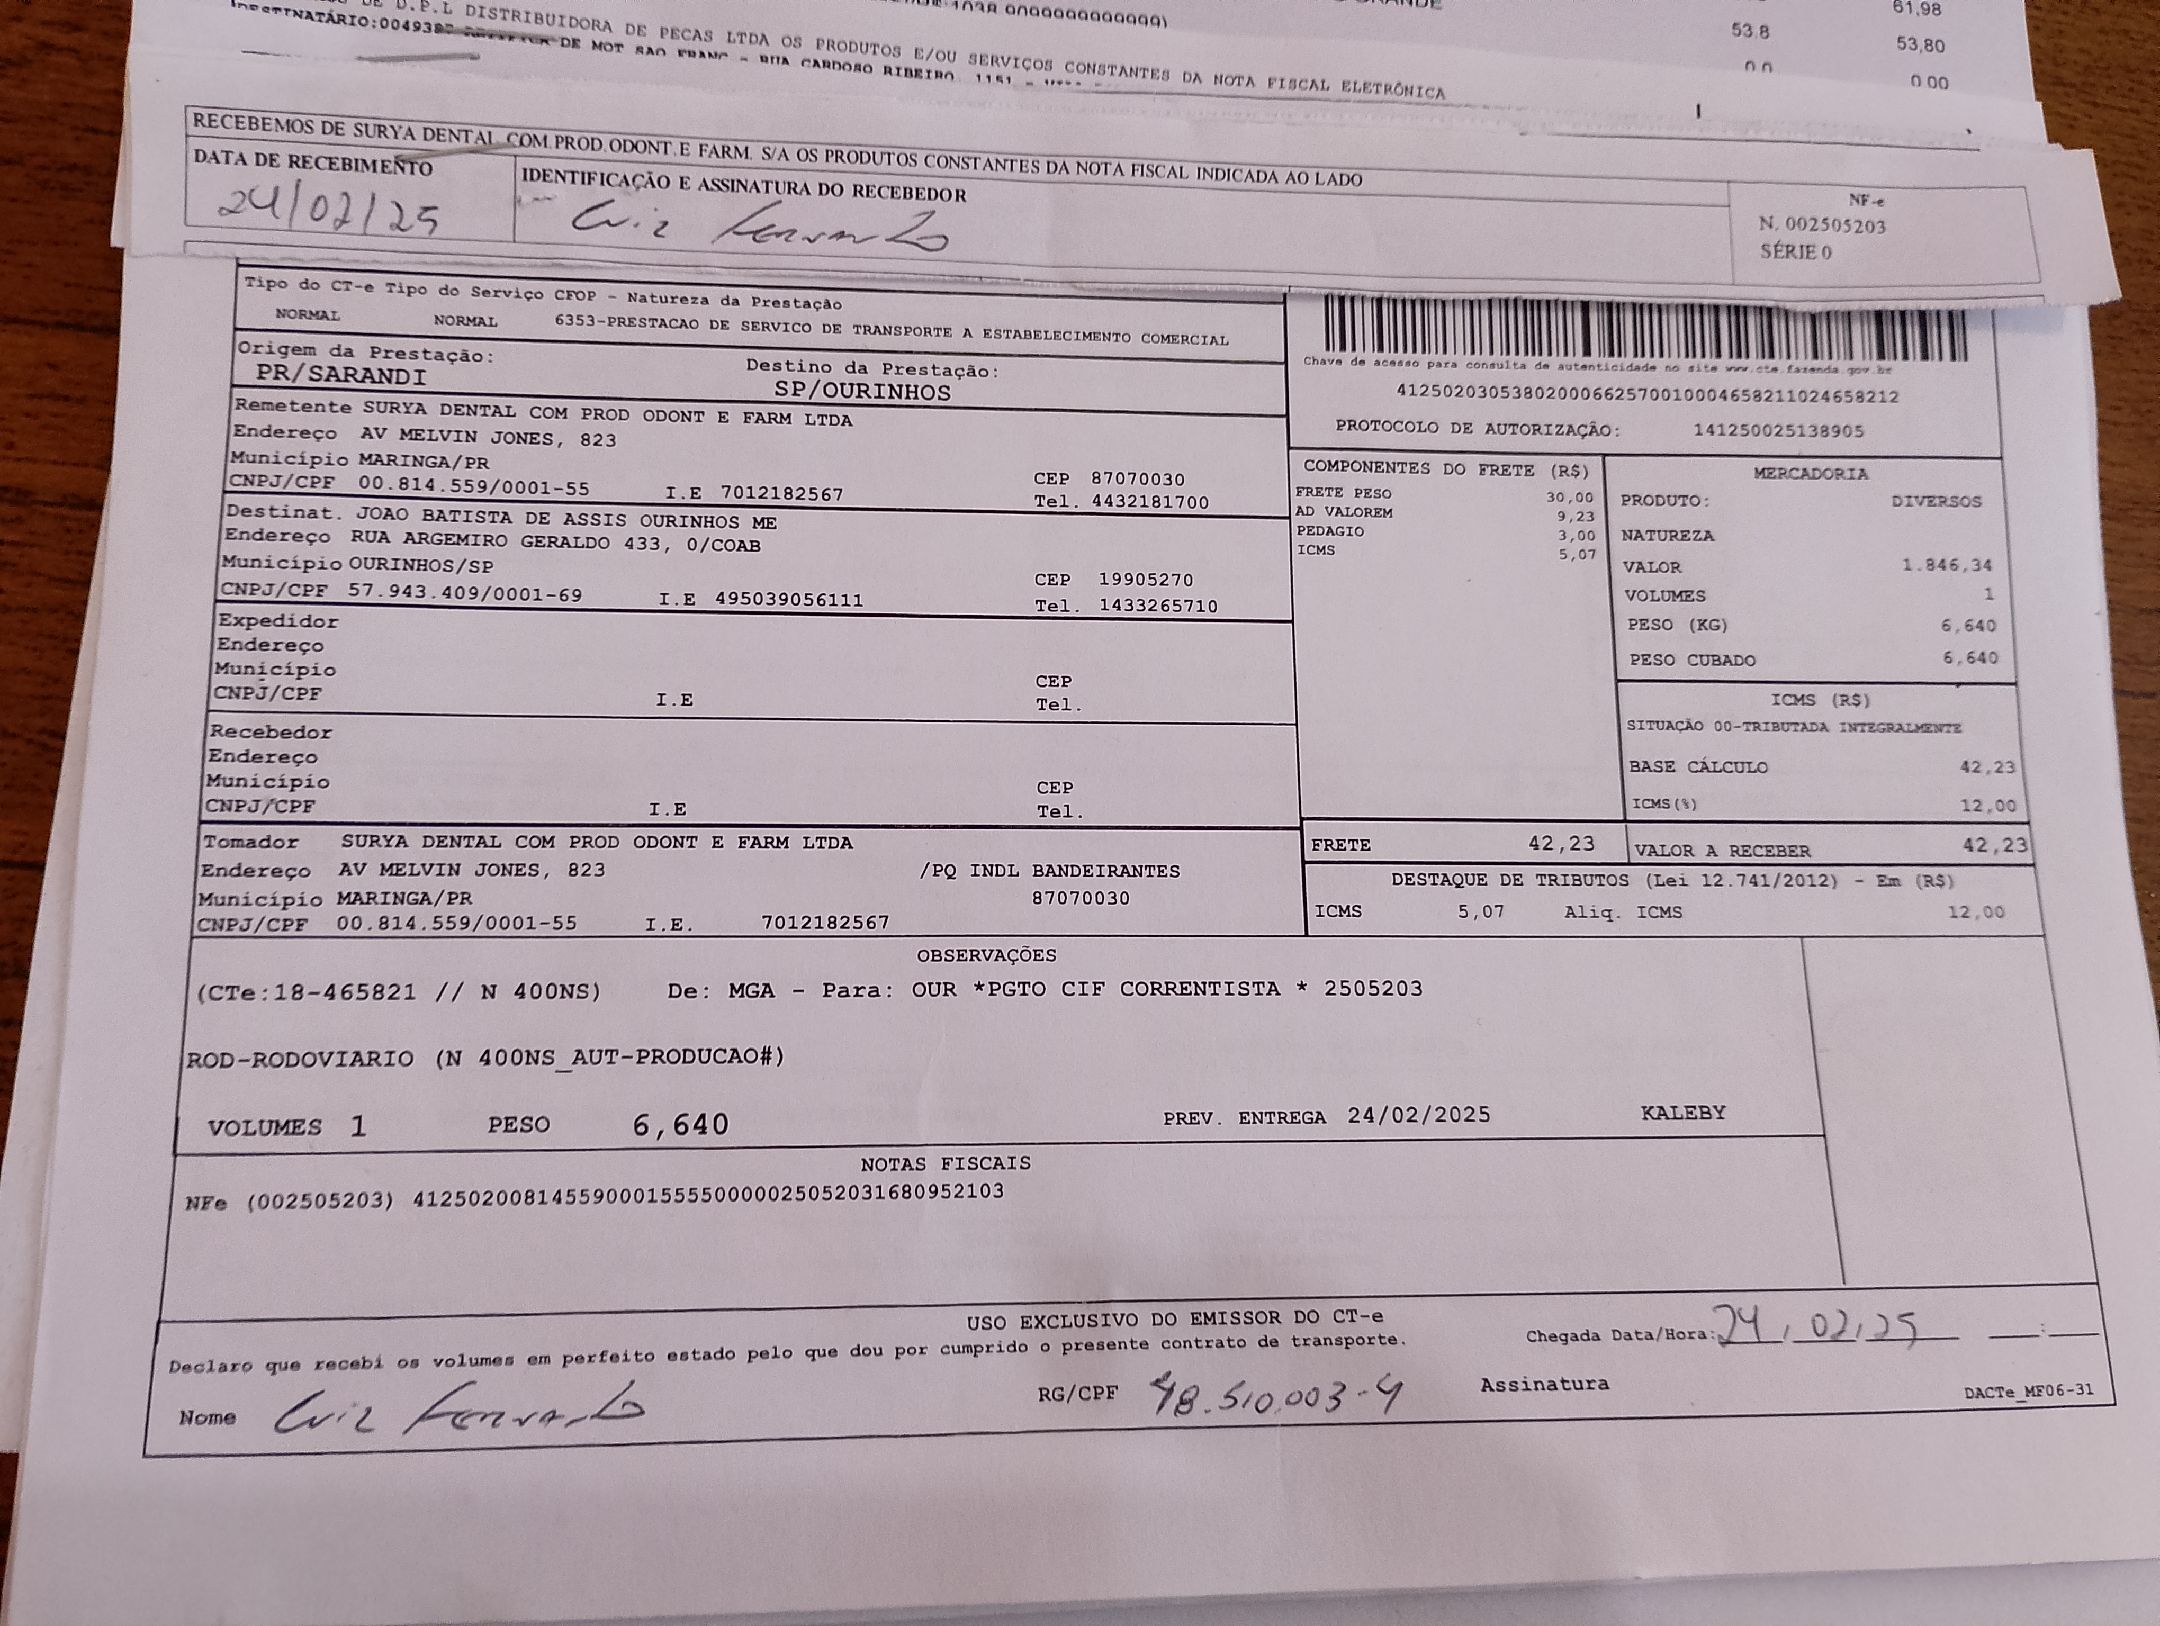 DE D.P.L DISTRIBUIDORA DE PECAS LTDA OS PRODUTOS E/OU SERVIÇOS CONSTANTES DA NOTA FISCAL ELETRÔNICA
61,98
53.8 53,80
0.0 0.00
DE MOT SAO FRANC - RUA CARDOSO RIBEIRO, 1151
RECEBEMOS DE SURYA DENTAL COM.PROD.ODONT.E FARM. S/A OS PRODUTOS CONSTANTES DA NOTA FISCAL INDICADA AO LADO
DATA DE RECEBIMENTO
24/02/25
IDENTIFICAÇÃO E ASSINATURA DO RECEBEDOR
Luiz Fernando
NF-e
N. 002505203
SÉRIE 0
Tipo do CT-e Tipo do Serviço CFOP - Natureza da Prestação
NORMAL NORMAL 6353-PRESTACAO DE SERVICO DE TRANSPORTE A ESTABELECIMENTO COMERCIAL
Origem da Prestação: Destino da Prestação:
PR/SARANDI SP/OURINHOS
Remetente SURYA DENTAL COM PROD ODONT E FARM LTDA
Endereço AV MELVIN JONES, 823
Município MARINGA/PR CEP 87070030
CNPJ/CPF 00.814.559/0001-55 I.E 7012182567 Tel. 4432181700
Destinat. JOAO BATISTA DE ASSIS OURINHOS ME
Endereço RUA ARGEMIRO GERALDO 433, 0/COAB
Município OURINHOS/SP CEP 19905270
CNPJ/CPF 57.943.409/0001-69 I.E 495039056111 Tel. 1433265710
Expedidor
Endereço
Município CEP
CNPJ/CPF I.E Tel.
Recebedor
Endereço
Município CEP
CNPJ/CPF I.E Tel.
Tomador SURYA DENTAL COM PROD ODONT E FARM LTDA
Endereço AV MELVIN JONES, 823 /PQ INDL BANDEIRANTES
Município MARINGA/PR 87070030
CNPJ/CPF 00.814.559/0001-55 I.E. 7012182567
Chave de acesso para consulta de autenticidade no site www.cte.fazenda.gov.br
41250203053802000662570010004658211024658212
PROTOCOLO DE AUTORIZAÇÃO: 141250025138905
COMPONENTES DO FRETE (R$)
FRETE PESO 30,00
AD VALOREM 9,23
PEDAGIO 3,00
ICMS 5,07
MERCADORIA
PRODUTO: DIVERSOS
NATUREZA
VALOR 1.846,34
VOLUMES 1
PESO (KG) 6,640
PESO CUBADO 6,640
ICMS (R$)
SITUAÇÃO 00-TRIBUTADA INTEGRALMENTE
BASE CÁLCULO 42,23
ICMS(%) 12,00
FRETE 42,23 VALOR A RECEBER 42,23
DESTAQUE DE TRIBUTOS (Lei 12.741/2012) - Em (R$)
ICMS 5,07 Aliq. ICMS 12,00
OBSERVAÇÕES
(CTe:18-465821 // N 400NS) De: MGA - Para: OUR *PGTO CIF CORRENTISTA * 2505203
ROD-RODOVIARIO (N 400NS_AUT-PRODUCAO#)
VOLUMES 1 PESO 6,640 PREV. ENTREGA 24/02/2025 KALEBY
NOTAS FISCAIS
NFe (002505203) 41250200814559000155550000025052031680952103
USO EXCLUSIVO DO EMISSOR DO CT-e
Declaro que recebi os volumes em perfeito estado pelo que dou por cumprido o presente contrato de transporte. Chegada Data/Hora: 24/02/25 __:__
Nome Luiz Fernando RG/CPF 48.510.003-4 Assinatura
DACTe_MF06-31